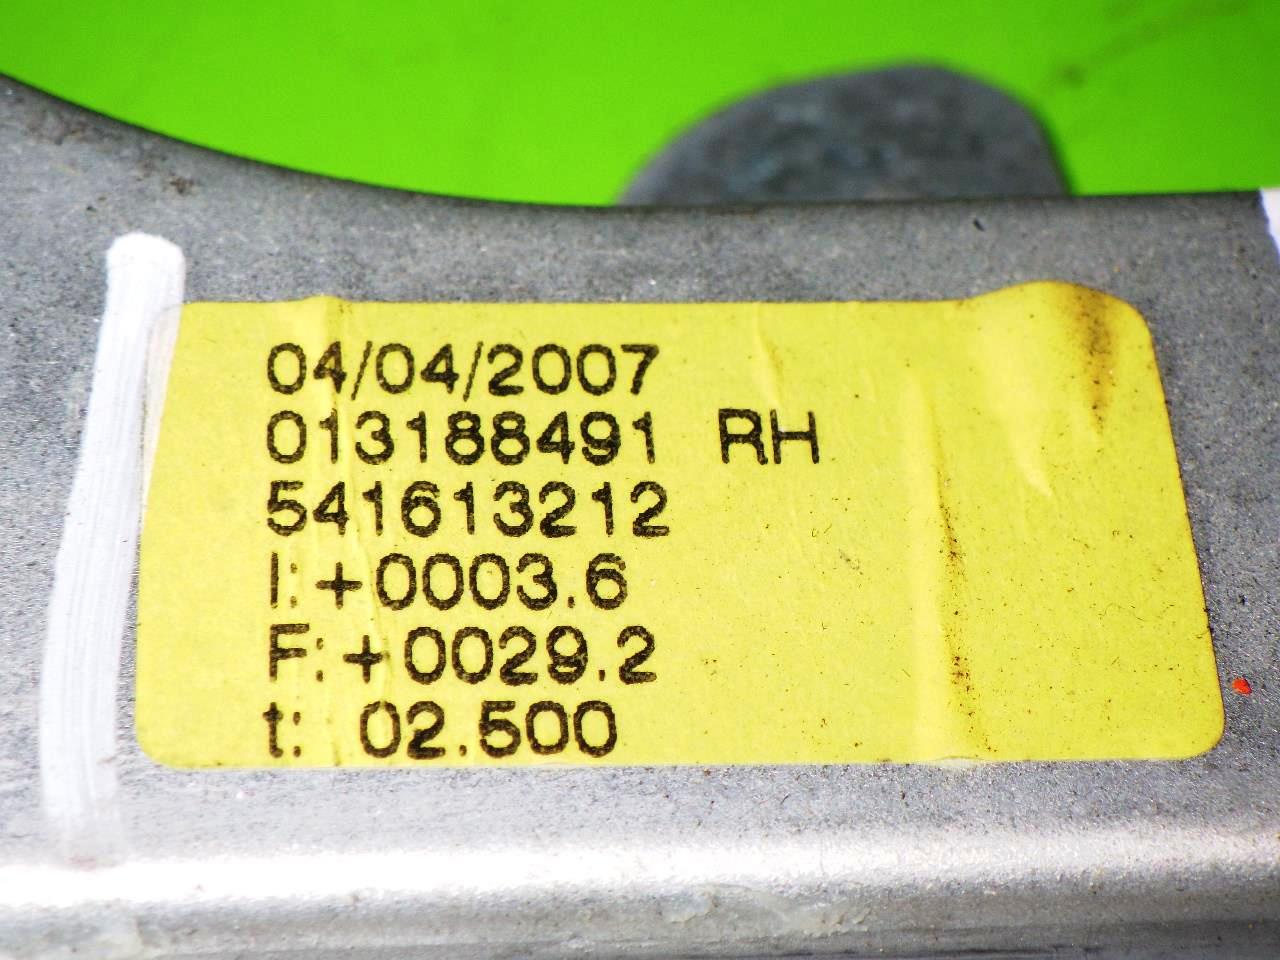 04/04/2007
013188491 RH
541613212
I: +0003.6
F: +0029.2
t: 02.500